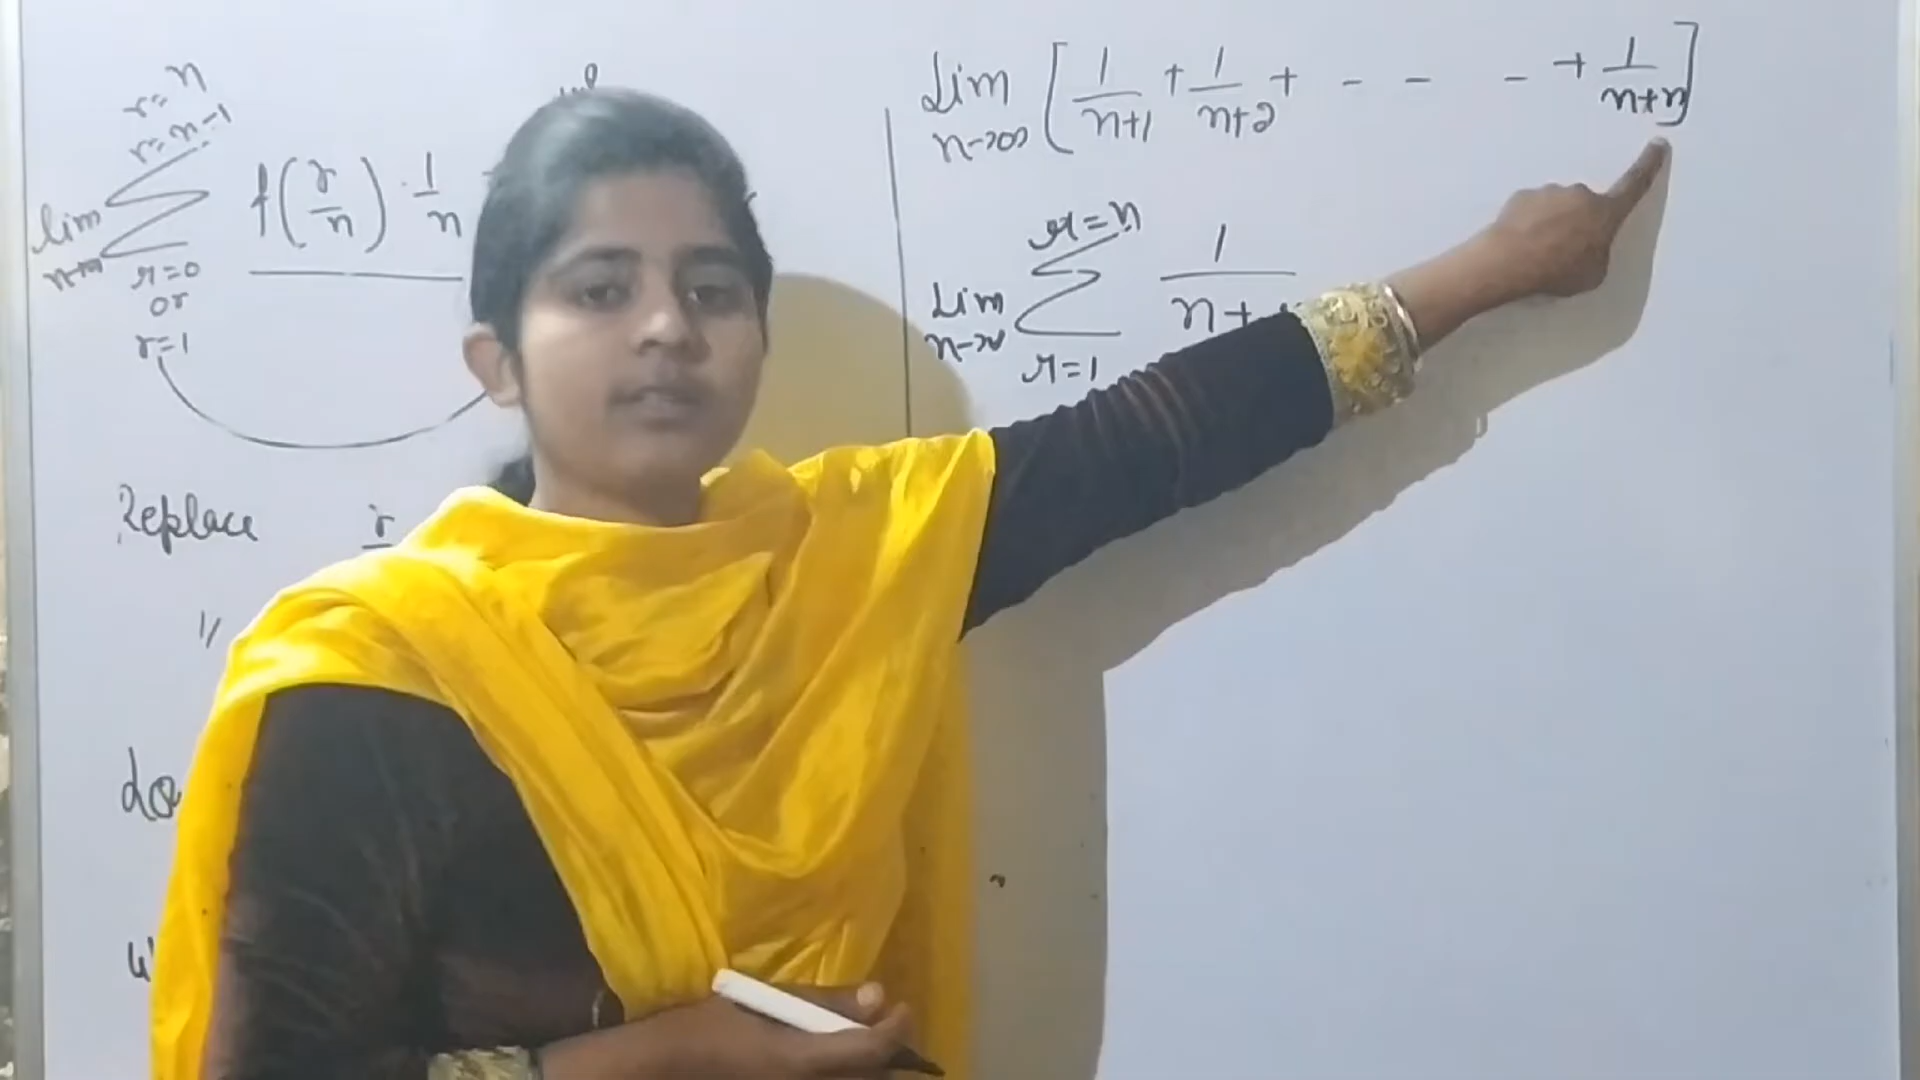 r=n
r=n-1
lim n→∞ ∑ f(r/n)·1/n
r=0
or
r=1
Replace r
〃
Lim n→∞ [1/n+1 + 1/n+2 + - - - + 1/n+n]
r=n
Lim n→∞ ∑ 1/n+
r=1